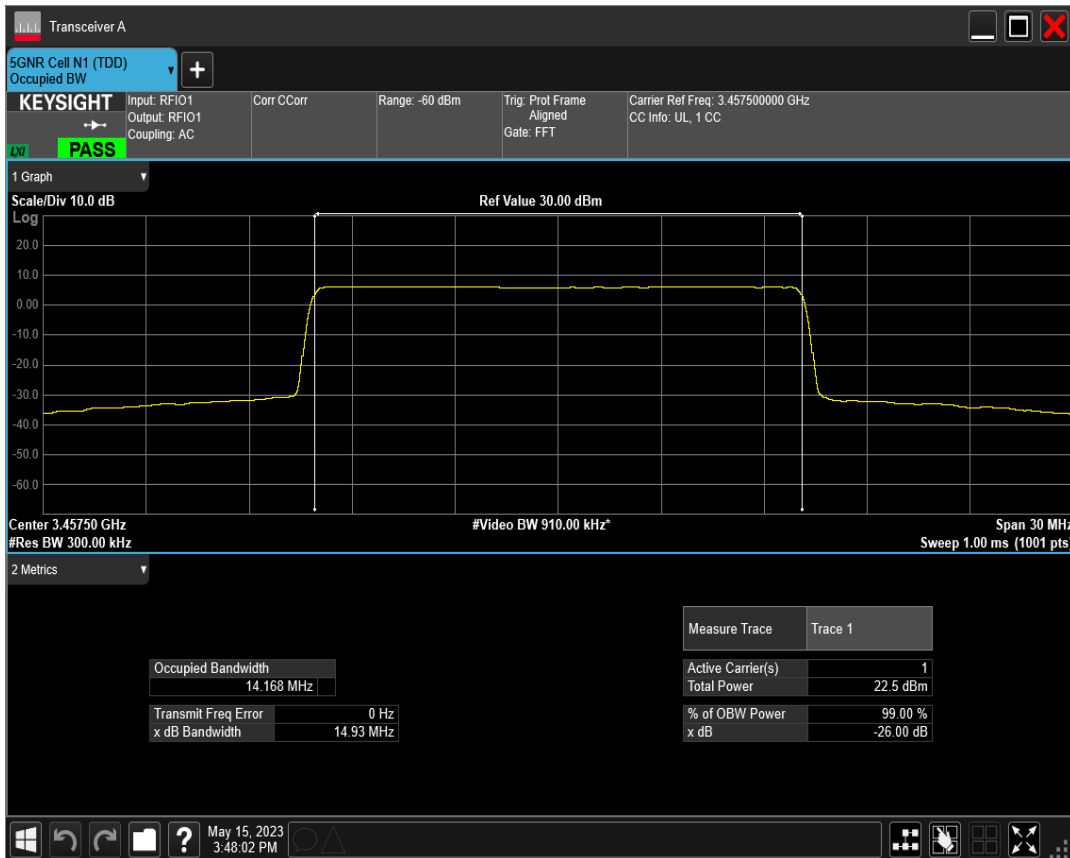 Transceiver A
5GNR Cell N1 (TDD)
Occupied BW
+
KEYSIGHT
LXI
PASS
Input: RFIO1
Output: RFIO1
Coupling: AC
Corr CCorr
Range: -60 dBm
Trig: Prot Frame
Aligned
Gate: FFT
Carrier Ref Freq: 3.457500000 GHz
CC Info: UL, 1 CC
1 Graph
Scale/Div 10.0 dB
Ref Value 30.00 dBm
Log
20.0
10.0
0.00
-10.0
-20.0
-30.0
-40.0
-50.0
-60.0
Center 3.45750 GHz
#Video BW 910.00 kHz*
Span 30 MHz
#Res BW 300.00 kHz
Sweep 1.00 ms (1001 pts)
2 Metrics
Measure Trace Trace 1
Occupied Bandwidth
14.168 MHz
Active Carrier(s) 1
Total Power 22.5 dBm
Transmit Freq Error 0 Hz
x dB Bandwidth 14.93 MHz
% of OBW Power 99.00 %
x dB -26.00 dB
?
May 15, 2023
3:48:02 PM